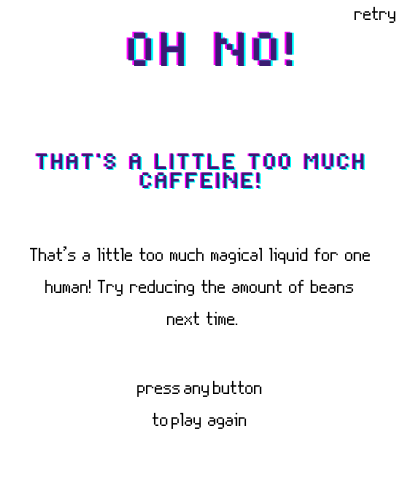 retry
OH NO!
THAT'S A LITTLE TOO MUCH
CAFFEINE!
That's a little too much magical liquid for one
human! Try reducing the amount of beans
next time.
press any button
to play again